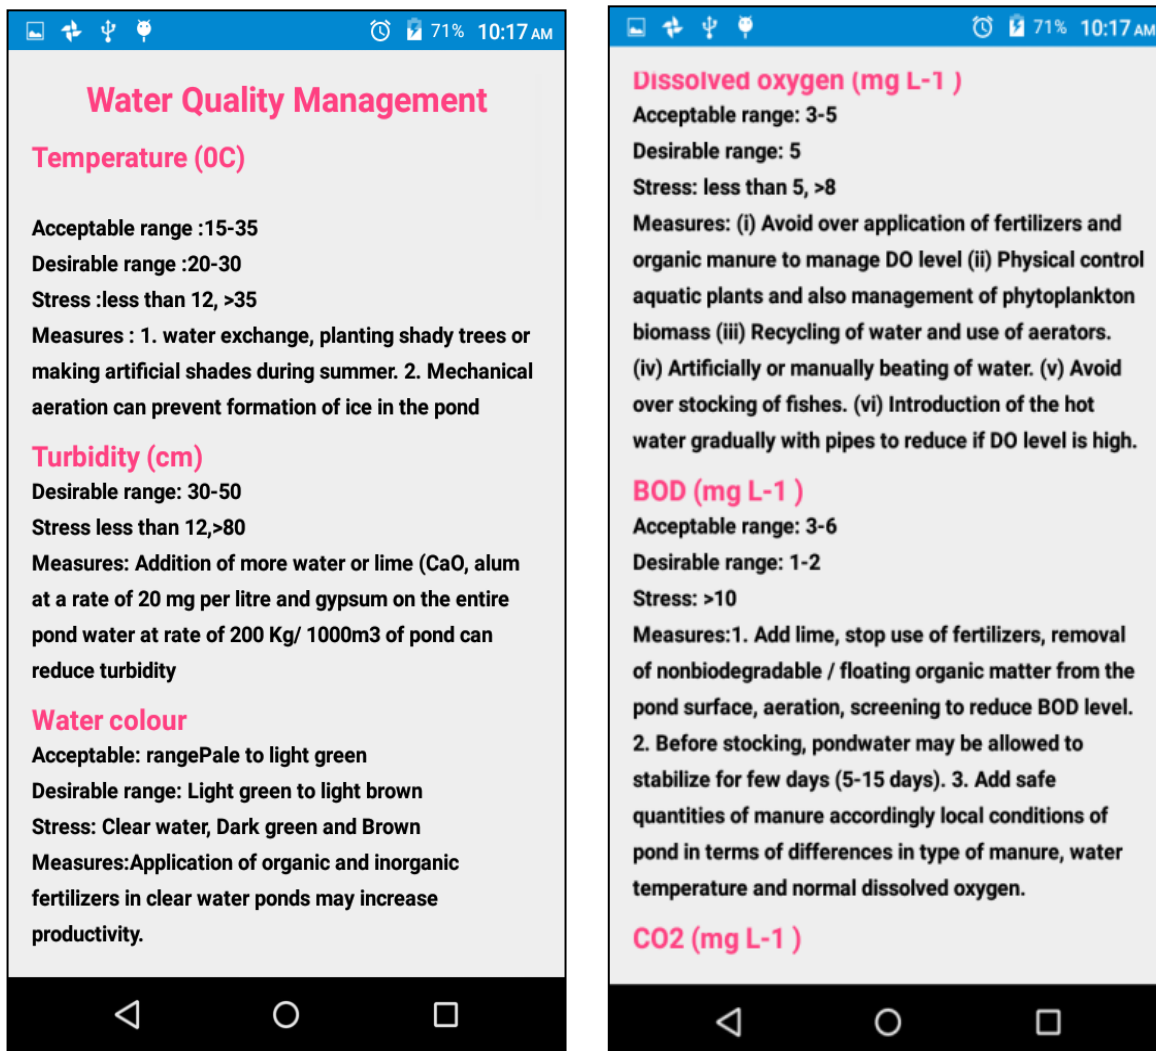 71% 10:17 AM
Water Quality Management
Temperature (0C)
Acceptable range :15-35
Desirable range :20-30
Stress :less than 12, >35
Measures : 1. water exchange, planting shady trees or
making artificial shades during summer. 2. Mechanical
aeration can prevent formation of ice in the pond
Turbidity (cm)
Desirable range: 30-50
Stress less than 12,>80
Measures: Addition of more water or lime (CaO, alum
at a rate of 20 mg per litre and gypsum on the entire
pond water at rate of 200 Kg/ 1000m3 of pond can
reduce turbidity
Water colour
Acceptable: rangePale to light green
Desirable range: Light green to light brown
Stress: Clear water, Dark green and Brown
Measures:Application of organic and inorganic
fertilizers in clear water ponds may increase
productivity.
71% 10:17 AM
Dissolved oxygen (mg L-1 )
Acceptable range: 3-5
Desirable range: 5
Stress: less than 5, >8
Measures: (i) Avoid over application of fertilizers and
organic manure to manage DO level (ii) Physical control
aquatic plants and also management of phytoplankton
biomass (iii) Recycling of water and use of aerators.
(iv) Artificially or manually beating of water. (v) Avoid
over stocking of fishes. (vi) Introduction of the hot
water gradually with pipes to reduce if DO level is high.
BOD (mg L-1 )
Acceptable range: 3-6
Desirable range: 1-2
Stress: >10
Measures:1. Add lime, stop use of fertilizers, removal
of nonbiodegradable / floating organic matter from the
pond surface, aeration, screening to reduce BOD level.
2. Before stocking, pondwater may be allowed to
stabilize for few days (5-15 days). 3. Add safe
quantities of manure accordingly local conditions of
pond in terms of differences in type of manure, water
temperature and normal dissolved oxygen.
CO2 (mg L-1 )